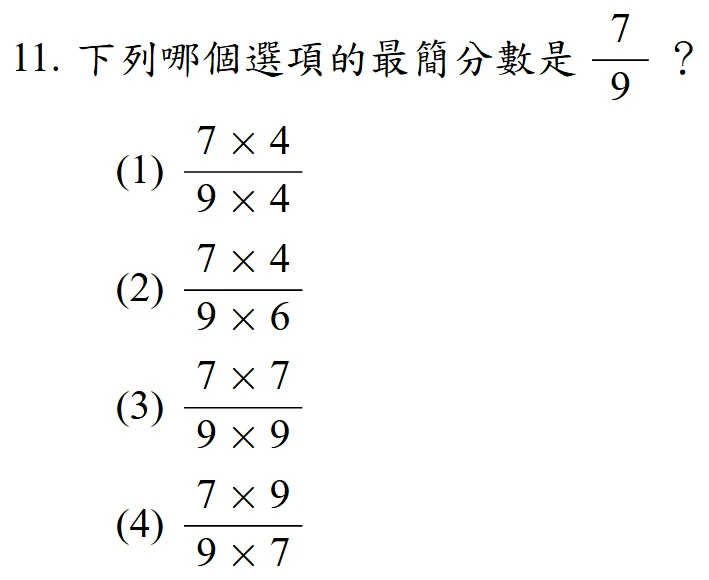 11. 下列哪個選項的最簡分數是 7/9 ?
(1) 7 × 4 / 9 × 4
(2) 7 × 4 / 9 × 6
(3) 7 × 7 / 9 × 9
(4) 7 × 9 / 9 × 7